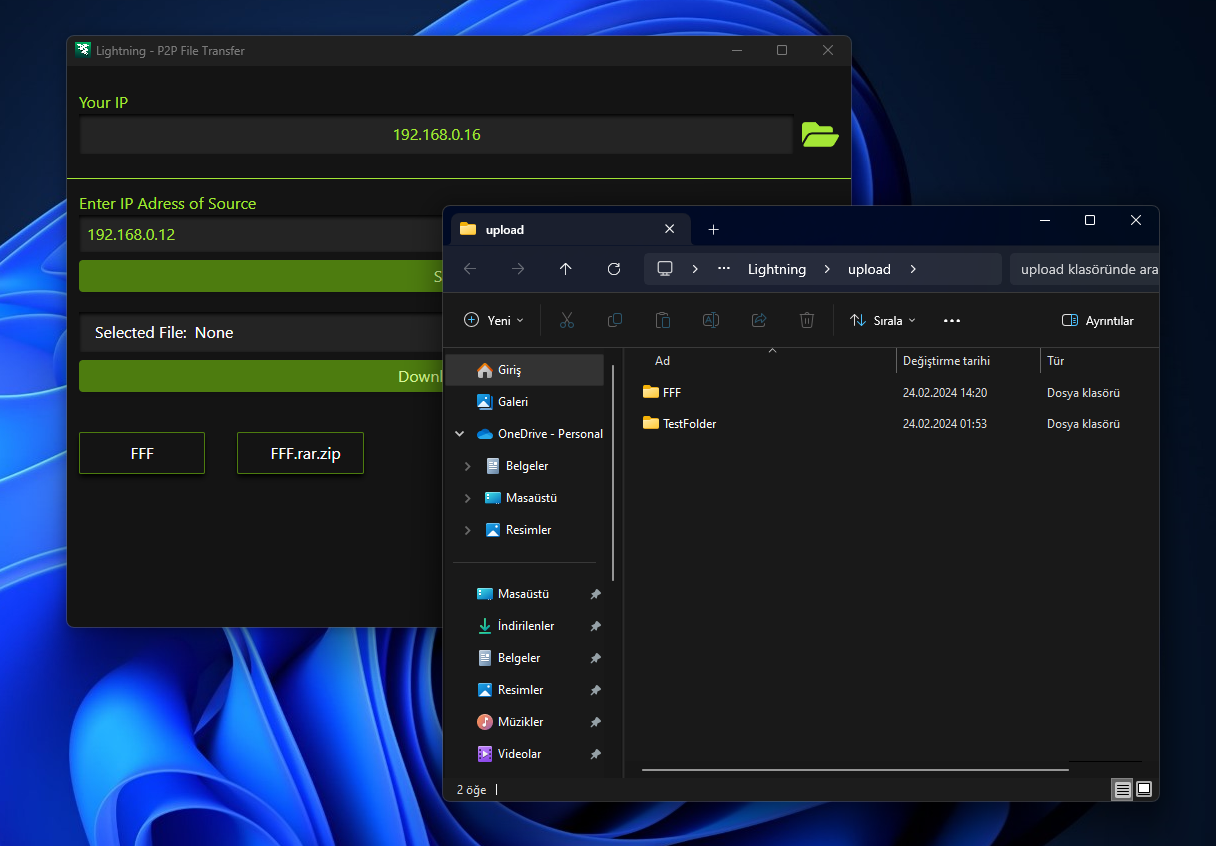 Lightning - P2P File Transfer
Your IP
192.168.0.16
Enter IP Adress of Source
192.168.0.12
S
Selected File: None
Downl
FFF
FFF.rar.zip
upload
Lightning
upload
upload klasöründe ara
Yeni
Sırala
Ayrıntılar
Giriş
Galeri
OneDrive - Personal
Belgeler
Masaüstü
Resimler
Masaüstü
İndirilenler
Belgeler
Resimler
Müzikler
Videolar
Ad Değiştirme tarihi Tür
FFF 24.02.2024 14:20 Dosya klasörü
TestFolder 24.02.2024 01:53 Dosya klasörü
2 öğe